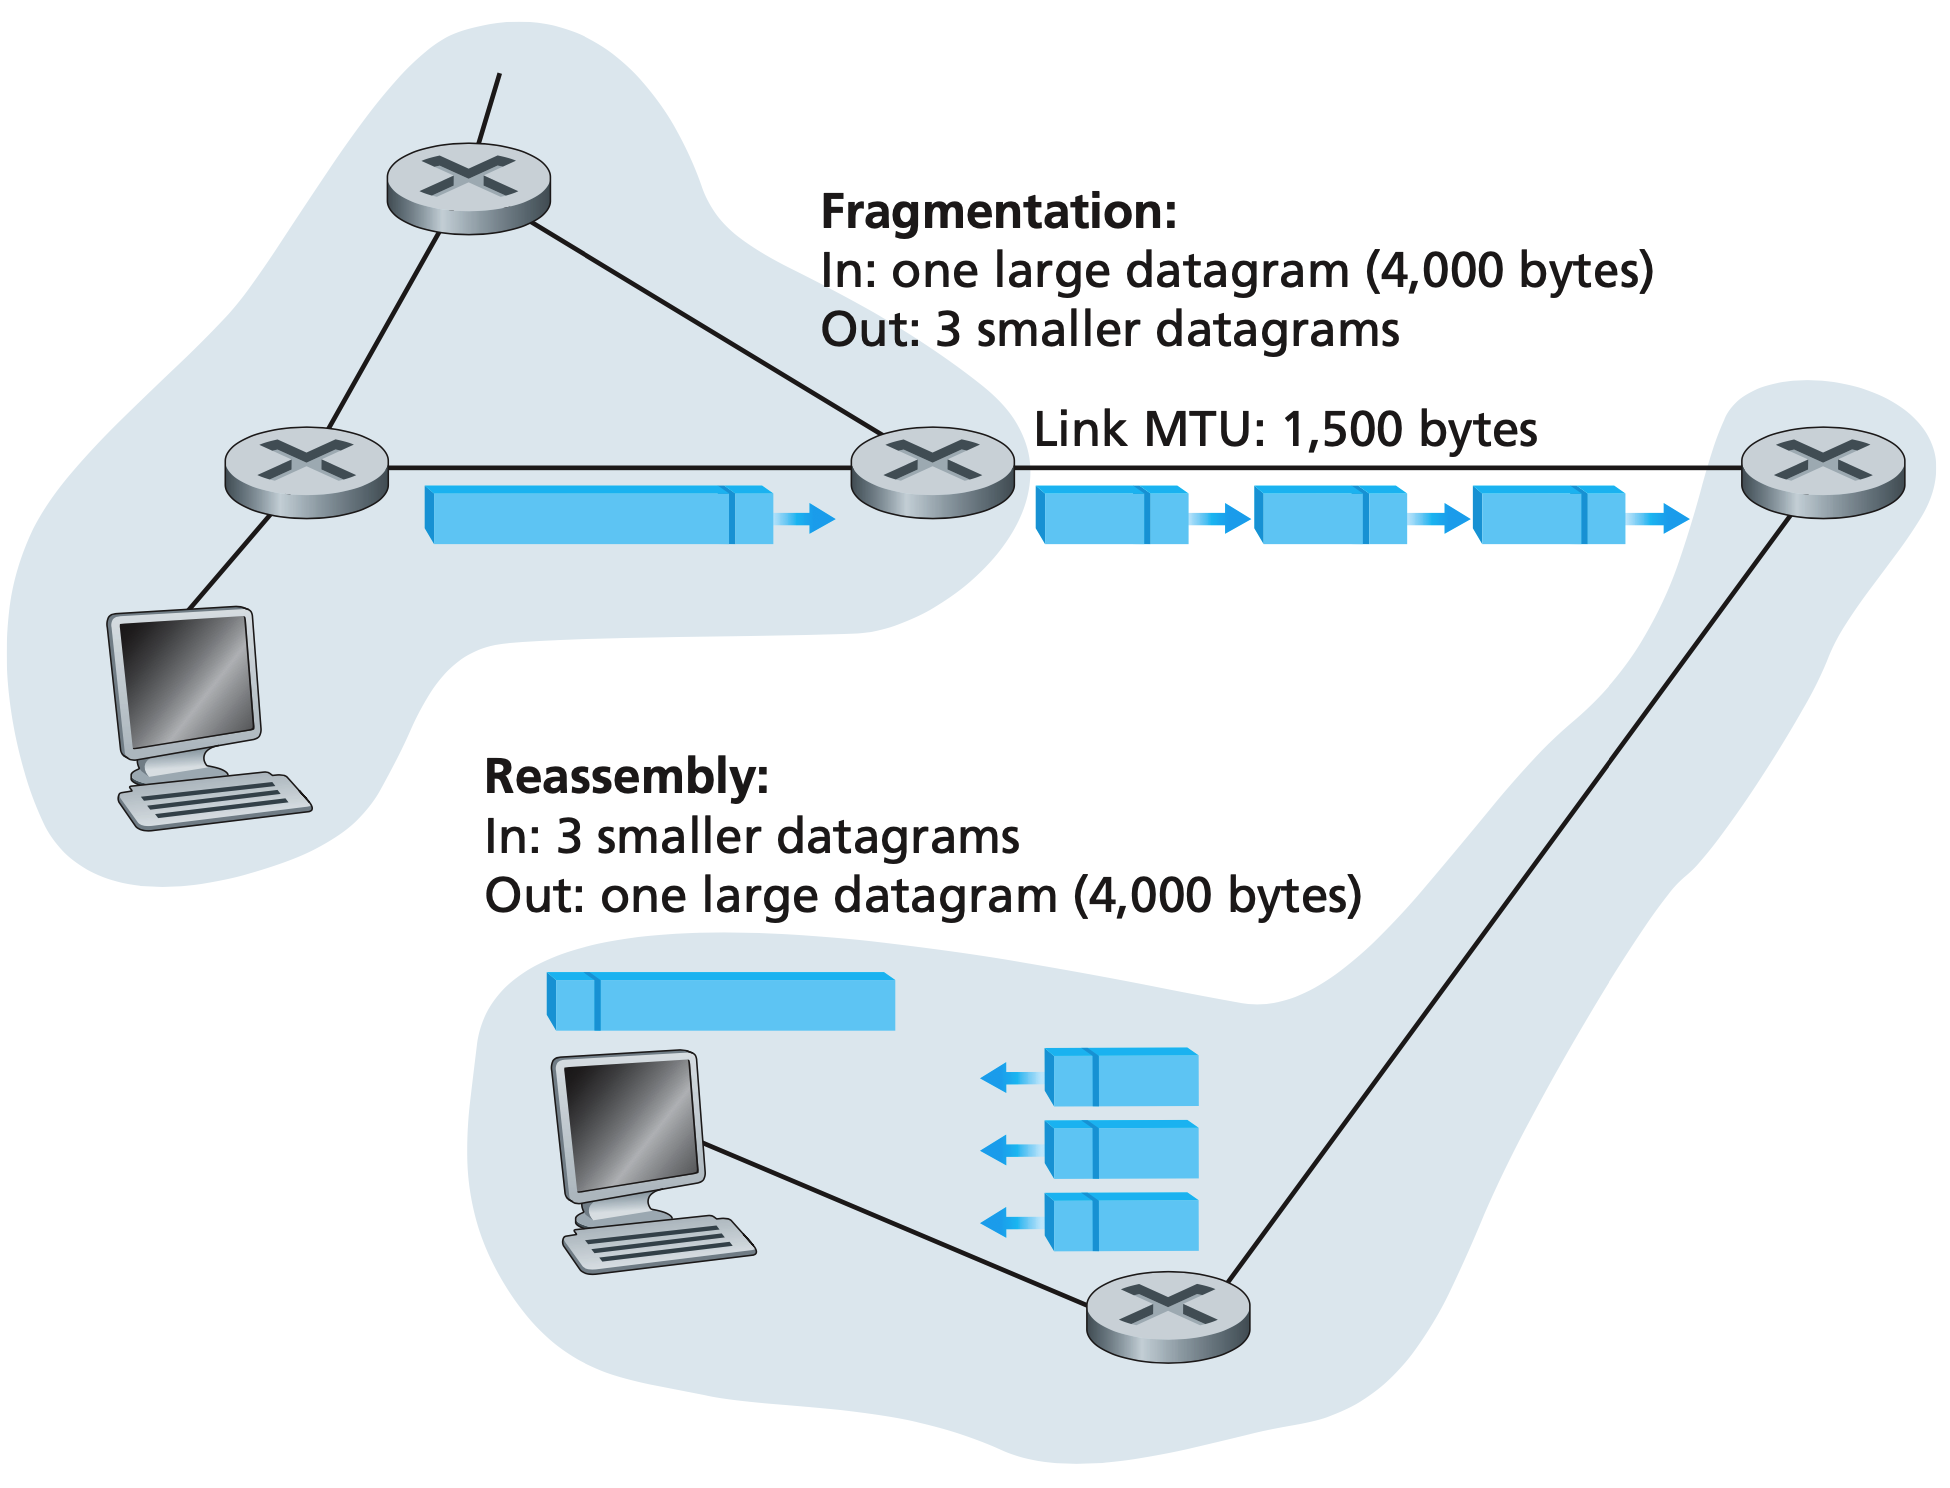 Fragmentation:
In: one large datagram (4,000 bytes)
Out: 3 smaller datagrams
Link MTU: 1,500 bytes
Reassembly:
In: 3 smaller datagrams
Out: one large datagram (4,000 bytes)